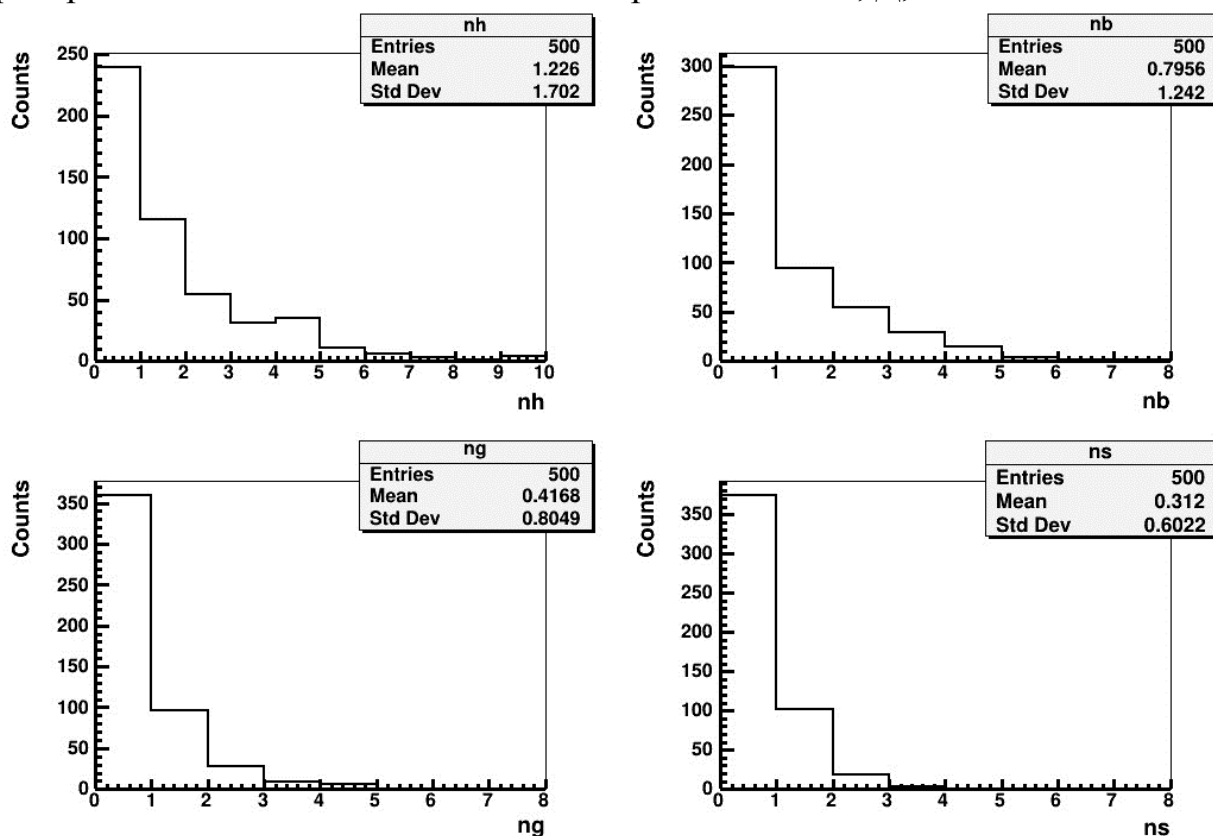 nh
Entries 500
Mean 1.226
Std Dev 1.702
Counts
250
200
150
100
50
0
0 1 2 3 4 5 6 7 8 9 10
nh
nb
Entries 500
Mean 0.7956
Std Dev 1.242
Counts
300
250
200
150
100
50
0
0 1 2 3 4 5 6 7 8
nb
ng
Entries 500
Mean 0.4168
Std Dev 0.8049
Counts
350
300
250
200
150
100
50
0
0 1 2 3 4 5 6 7 8
ng
ns
Entries 500
Mean 0.312
Std Dev 0.6022
Counts
350
300
250
200
150
100
50
0
0 1 2 3 4 5 6 7 8
ns